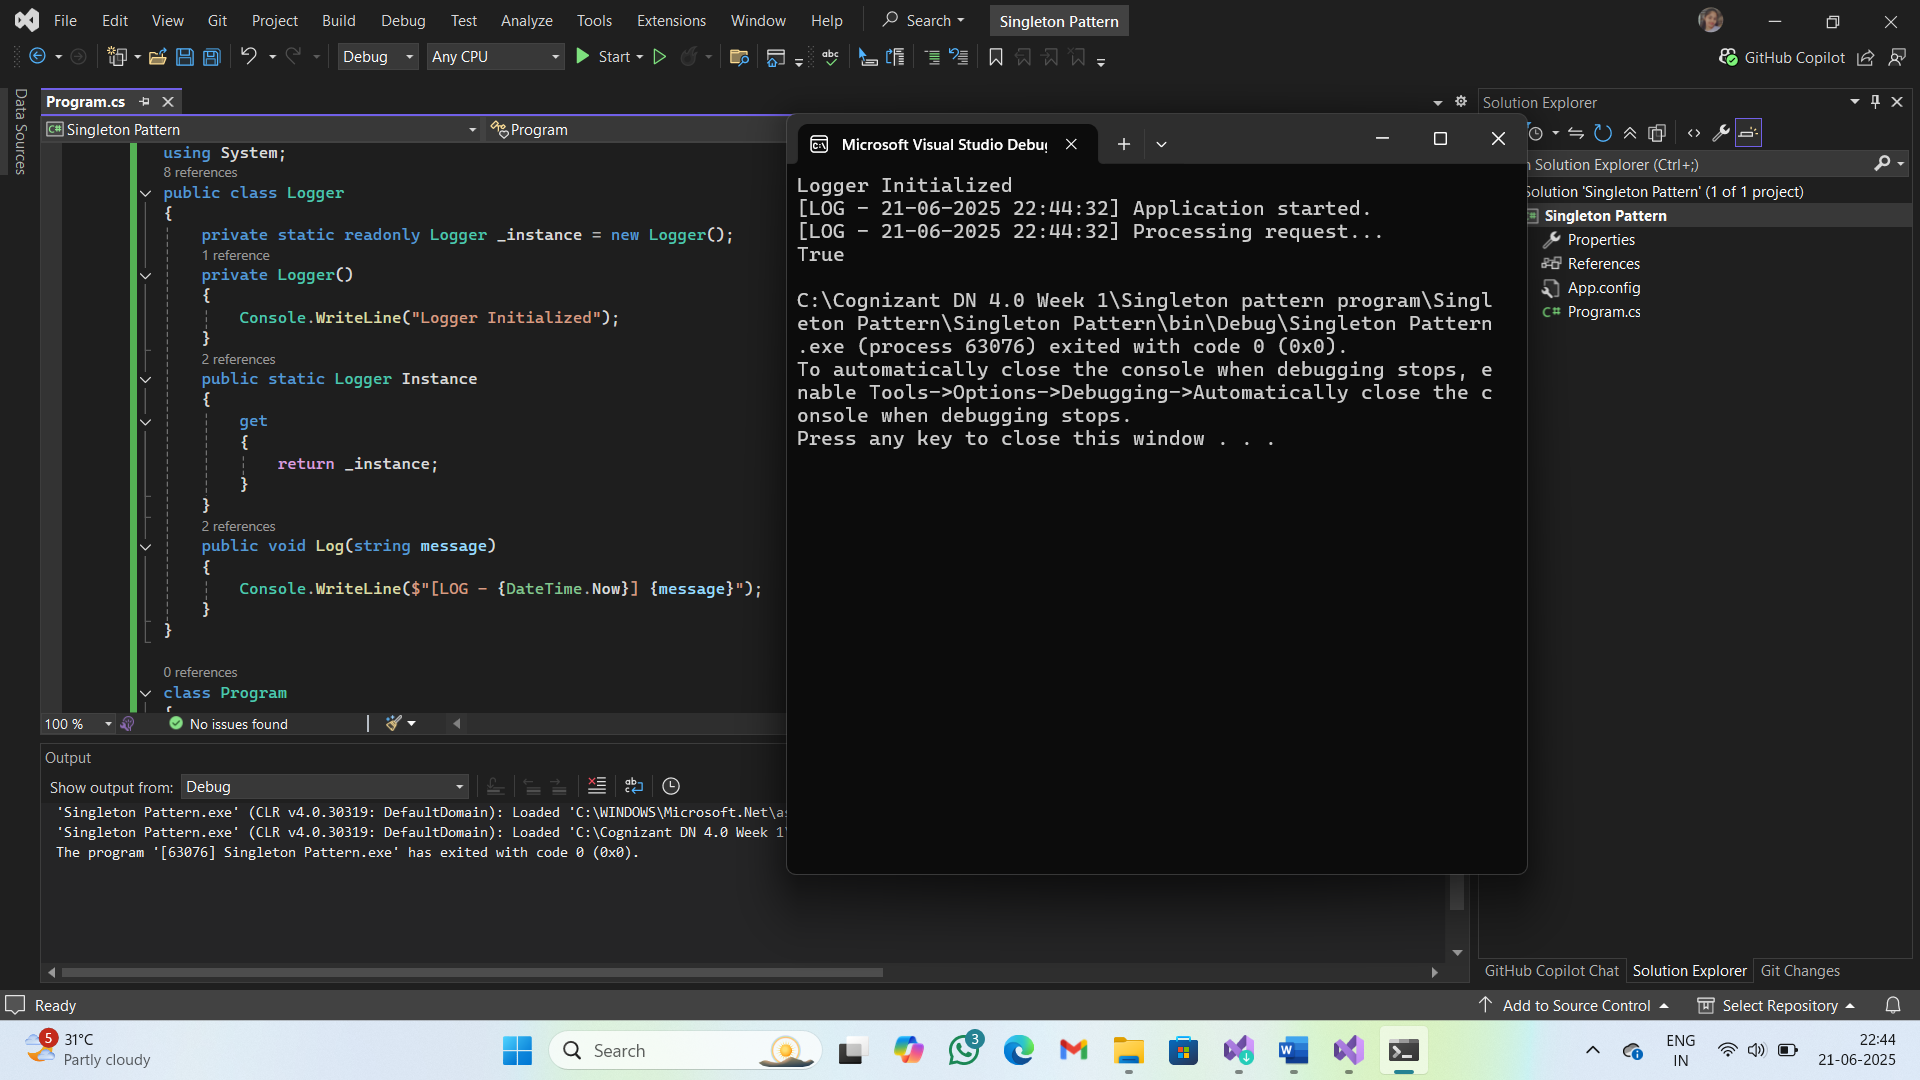 File Edit View Git Project Build Debug Test Analyze Tools Extensions Window Help Search Singleton Pattern
Debug Any CPU Start GitHub Copilot
Data Sources
Program.cs
Singleton Pattern Program
using System;
8 references
public class Logger
{
private static readonly Logger _instance = new Logger();
1 reference
private Logger()
{
Console.WriteLine("Logger Initialized");
}
2 references
public static Logger Instance
{
get
{
return _instance;
}
}
2 references
public void Log(string message)
{
Console.WriteLine($"[LOG - {DateTime.Now}] {message}");
}
}
0 references
class Program
{
100 % No issues found
Output
Show output from: Debug
'Singleton Pattern.exe' (CLR v4.0.30319: DefaultDomain): Loaded 'C:\WINDOWS\Microsoft.Net\as
'Singleton Pattern.exe' (CLR v4.0.30319: DefaultDomain): Loaded 'C:\Cognizant DN 4.0 Week 1\
The program '[63076] Singleton Pattern.exe' has exited with code 0 (0x0).
Microsoft Visual Studio Debug
Logger Initialized
[LOG - 21-06-2025 22:44:32] Application started.
[LOG - 21-06-2025 22:44:32] Processing request...
True
C:\Cognizant DN 4.0 Week 1\Singleton pattern program\Singl
eton Pattern\Singleton Pattern\bin\Debug\Singleton Pattern
.exe (process 63076) exited with code 0 (0x0).
To automatically close the console when debugging stops, e
nable Tools->Options->Debugging->Automatically close the c
onsole when debugging stops.
Press any key to close this window . . .
Solution Explorer
Solution Explorer (Ctrl+;)
Solution 'Singleton Pattern' (1 of 1 project)
Singleton Pattern
Properties
References
App.config
C# Program.cs
GitHub Copilot Chat Solution Explorer Git Changes
Ready Add to Source Control Select Repository
5 31°C
Partly cloudy
Search
3
ENG
IN
22:44
21-06-2025